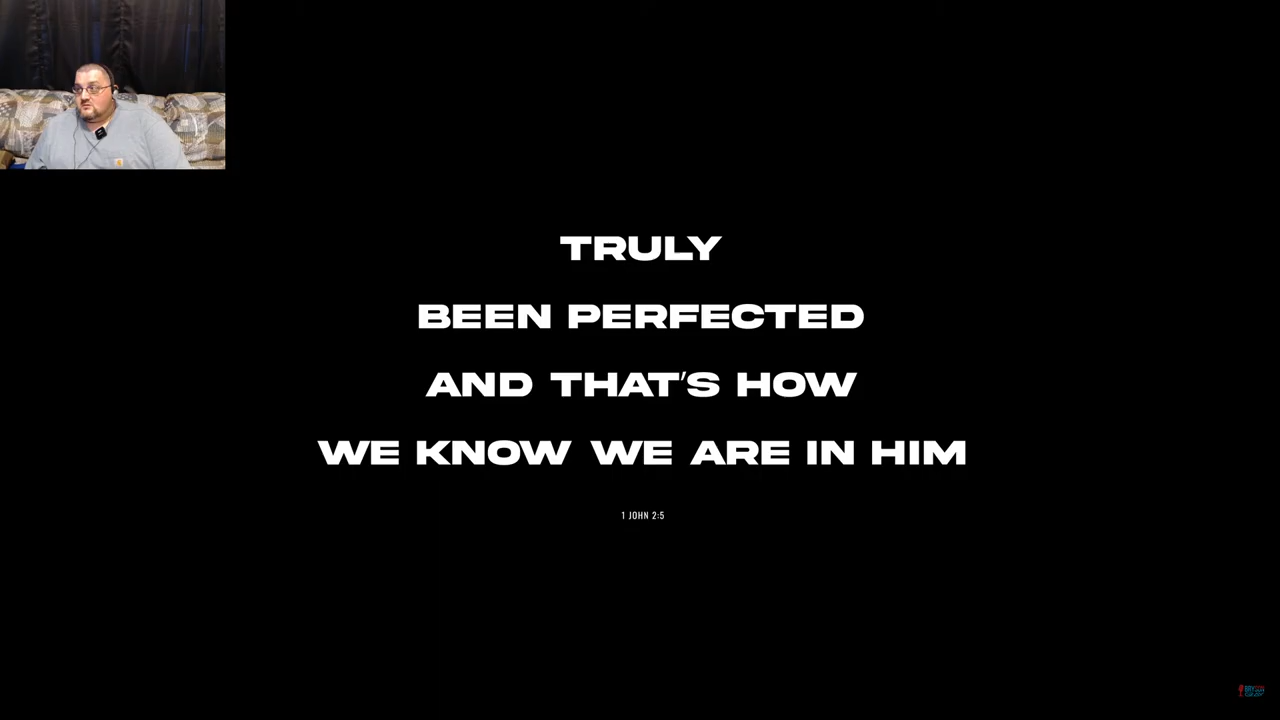 TRULY
BEEN PERFECTED
AND THAT'S HOW
WE KNOW WE ARE IN HIM
1 JOHN 2:5